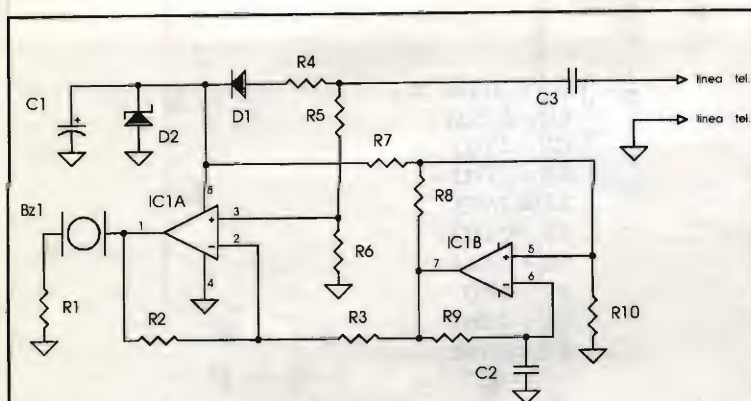 R4
C3
linea tel.
linea tel.
C1
D1
R5
D2
R7
R8
IC1A
8
Bz1
1
3
2
R6
4
IC1B
7
5
6
R1
R2
R3
R9
R10
C2